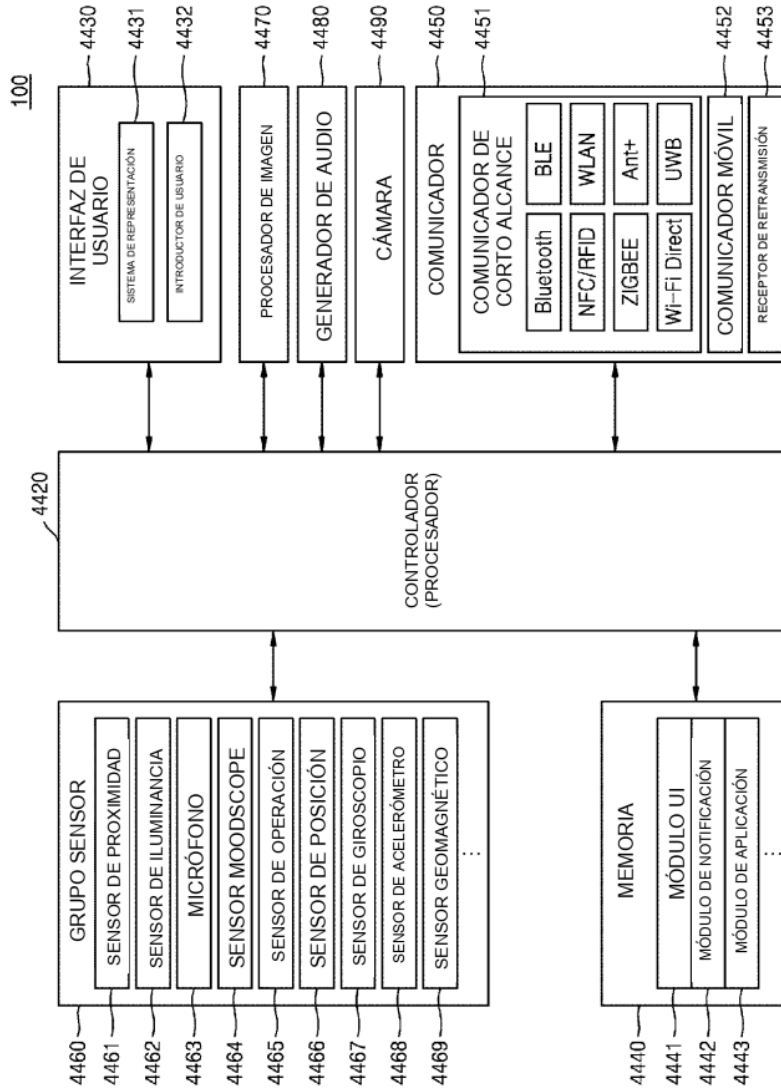 100
GRUPO SENSOR
4460
SENSOR DE PROXIMIDAD
4461
SENSOR DE ILUMINANCIA
4462
MICRÓFONO
4463
SENSOR MOODSCOPE
4464
SENSOR DE OPERACIÓN
4465
SENSOR DE POSICIÓN
4466
SENSOR DE GIROSCOPIO
4467
SENSOR DE ACELERÓMETRO
4468
SENSOR GEOMAGNÉTICO
4469
⋮
MEMORIA
4440
MÓDULO UI
4441
MÓDULO DE NOTIFICACIÓN
4442
MÓDULO DE APLICACIÓN
4443
⋮
4420
CONTROLADOR
(PROCESADOR)
INTERFAZ DE
USUARIO
4430
SISTEMA DE REPRESENTACIÓN
4431
INTRODUCTOR DE USUARIO
4432
PROCESADOR DE IMAGEN
4470
GENERADOR DE AUDIO
4480
CÁMARA
4490
COMUNICADOR
4450
COMUNICADOR DE
CORTO ALCANCE
4451
Bluetooth BLE
NFC/RFID WLAN
ZIGBEE Ant+
Wi-Fi Direct UWB
COMUNICADOR MÓVIL
4452
RECEPTOR DE RETRANSMISIÓN
4453